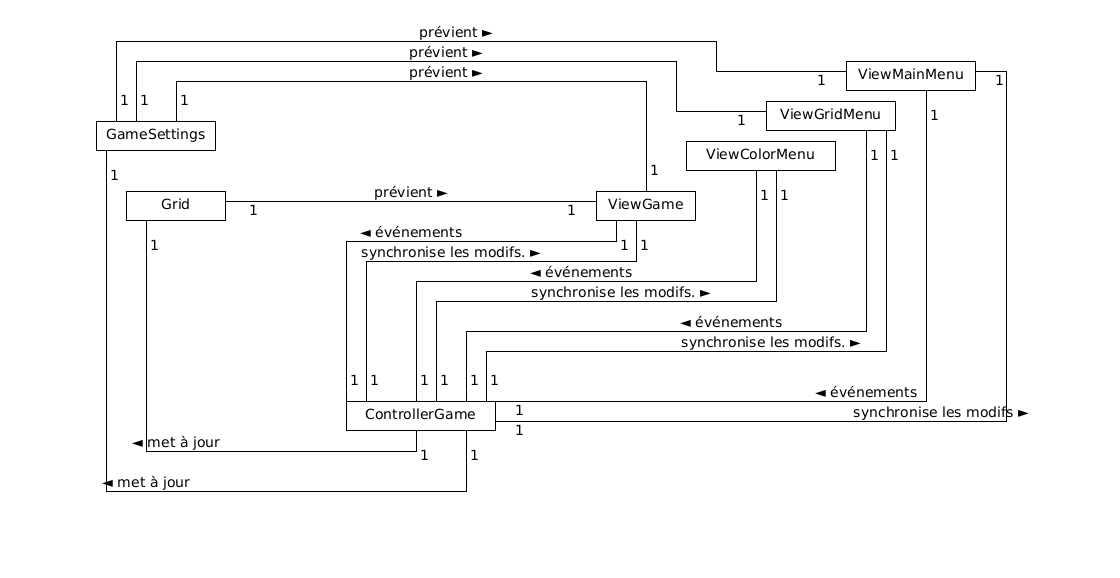 prévient ►
prévient ►
prévient ►
ViewMainMenu
1
1
1
1
1
ViewGridMenu
1
1
GameSettings
ViewColorMenu
1
1
1
1
1
1
1
Grid
prévient ►
ViewGame
1
1
◄ événements
1
1
1
synchronise les modifs. ►
◄ événements
synchronise les modifs. ►
◄ événements
synchronise les modifs. ►
1
1
1
1
1
1
◄ événements
ControllerGame
1
synchronise les modifs ►
1
◄ met à jour
1
1
◄ met à jour